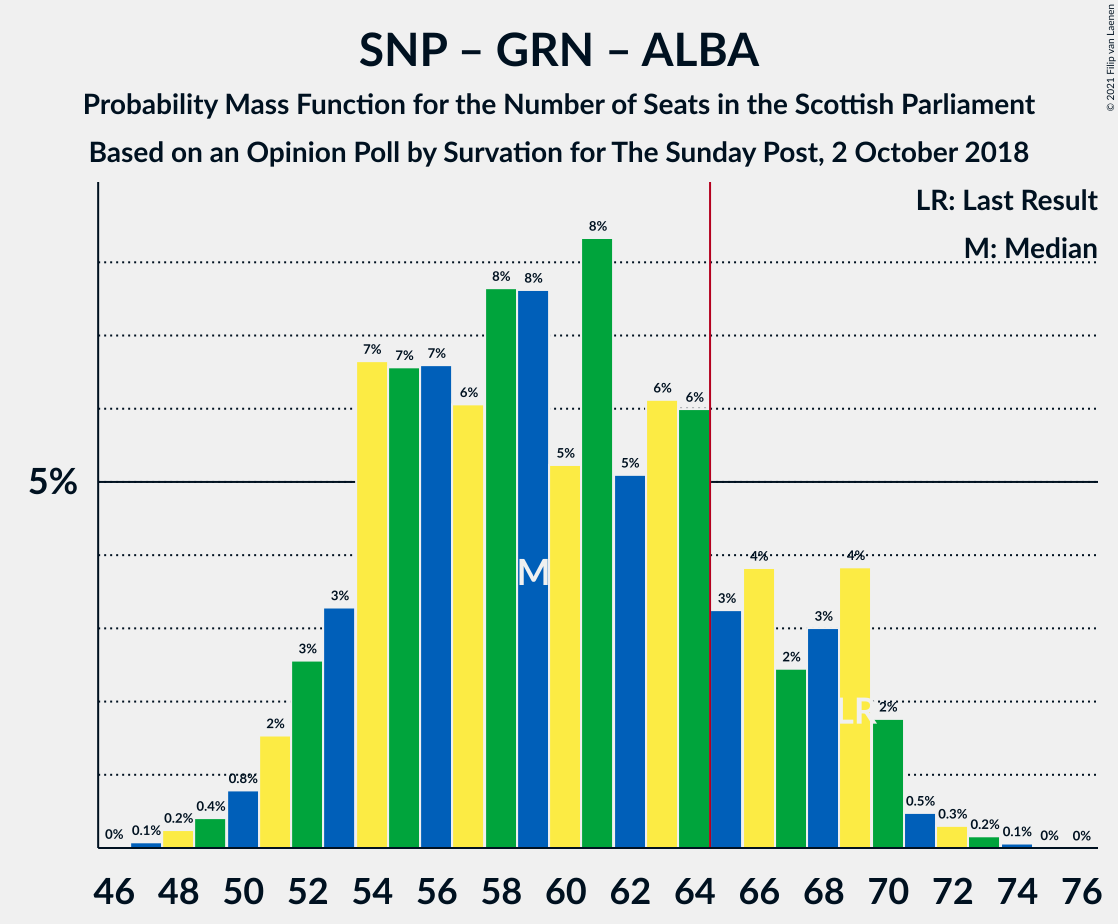 SNP – GRN – ALBA
Probability Mass Function for the Number of Seats in the Scottish Parliament
Based on an Opinion Poll by Survation for The Sunday Post, 2 October 2018
© 2021 Filip van Laenen
LR: Last Result
M: Median
5%
0% 0.1% 0.2% 0.4% 0.8% 2% 3% 3% 7% 7% 7% 6% 8% 8% 5% 8% 5% 6% 6% 3% 4% 2% 3% 4% 2% 0.5% 0.3% 0.2% 0.1% 0% 0%
M
LR
46 48 50 52 54 56 58 60 62 64 66 68 70 72 74 76